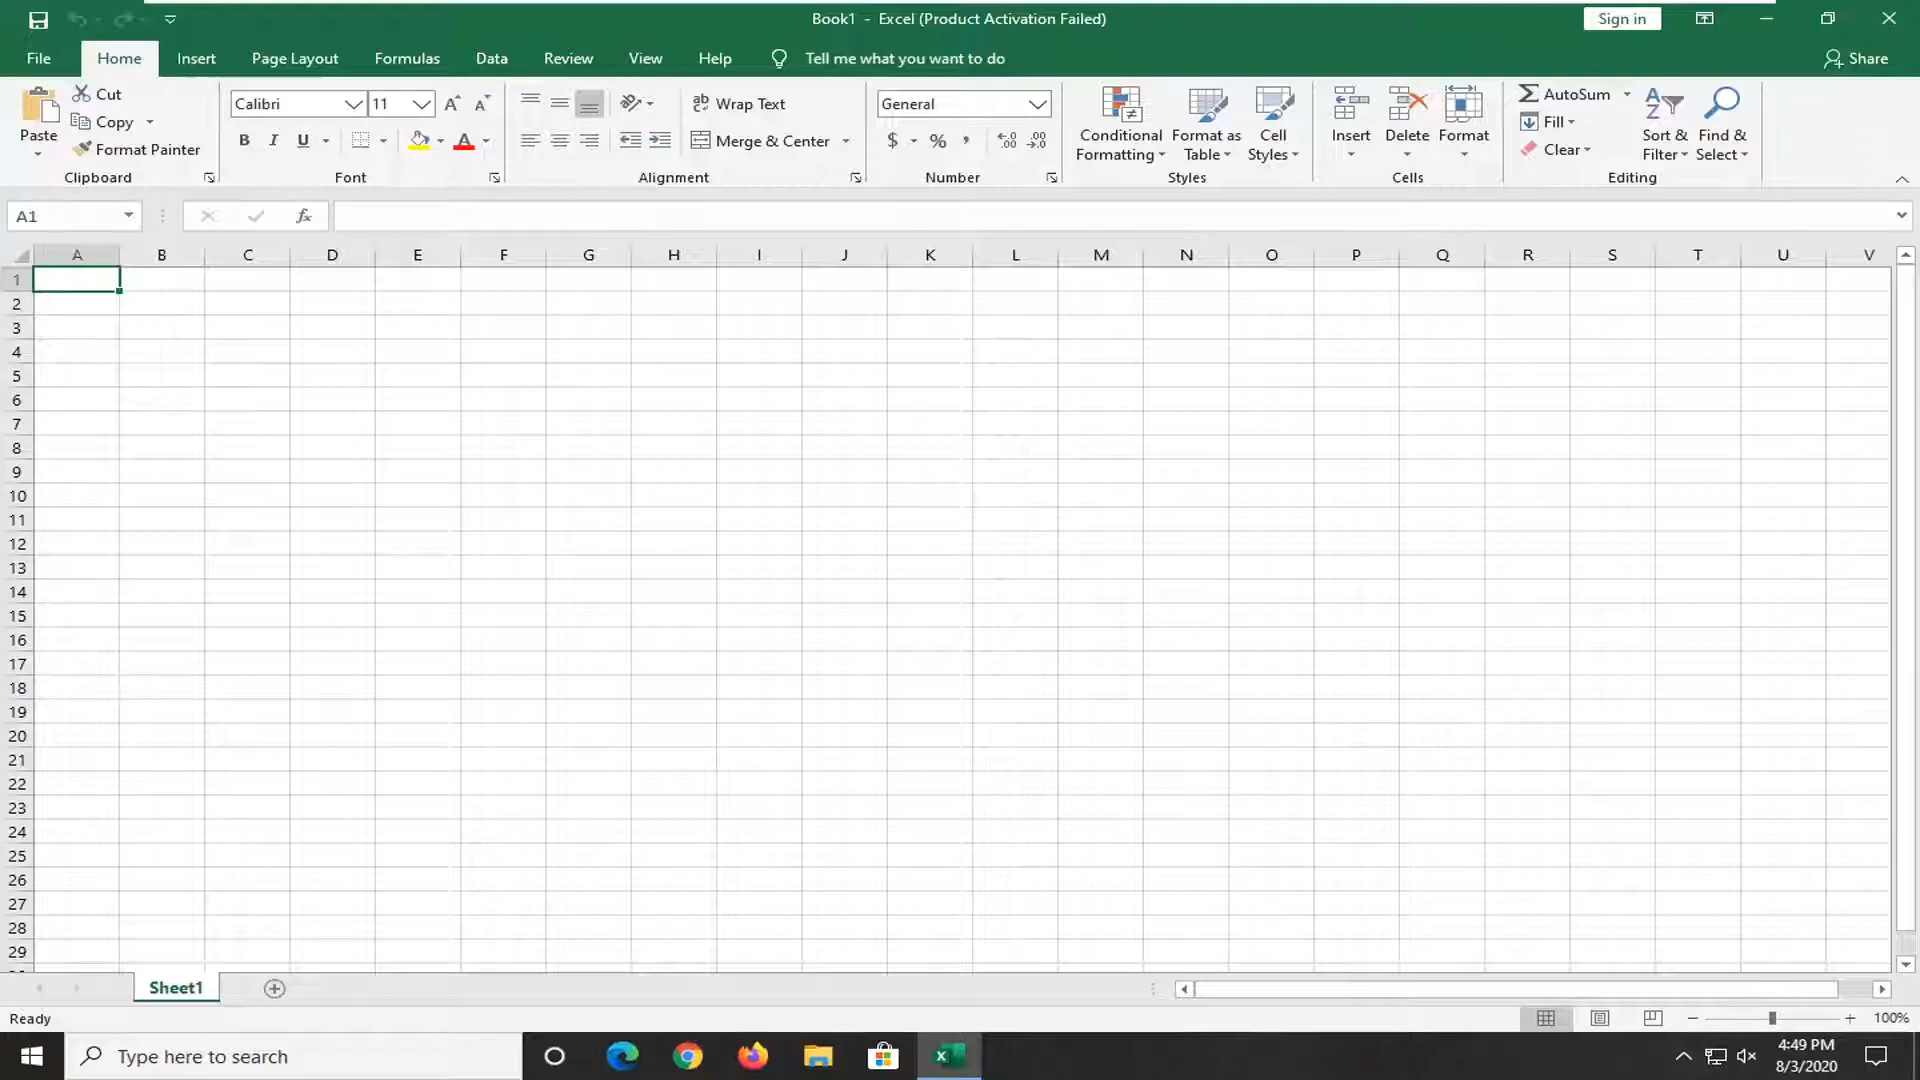 Book1 - Excel (Product Activation Failed)
Sign in
File Home Insert Page Layout Formulas Data Review View Help Tell me what you want to do Share
Paste
Cut
Copy
Format Painter
Clipboard
Calibri 11
B I U A
Font
Wrap Text
Merge & Center
Alignment
General
$ % ,
Number
Conditional Formatting
Format as Table
Cell Styles
Styles
Insert
Delete
Format
Cells
AutoSum
Fill
Clear
Sort & Filter
Find & Select
Editing
A1 fx
A B C D E F G H I J K L M N O P Q R S T U V
1
2
3
4
5
6
7
8
9
10
11
12
13
14
15
16
17
18
19
20
21
22
23
24
25
26
27
28
29
Sheet1
Ready
100%
Type here to search
4:49 PM
8/3/2020